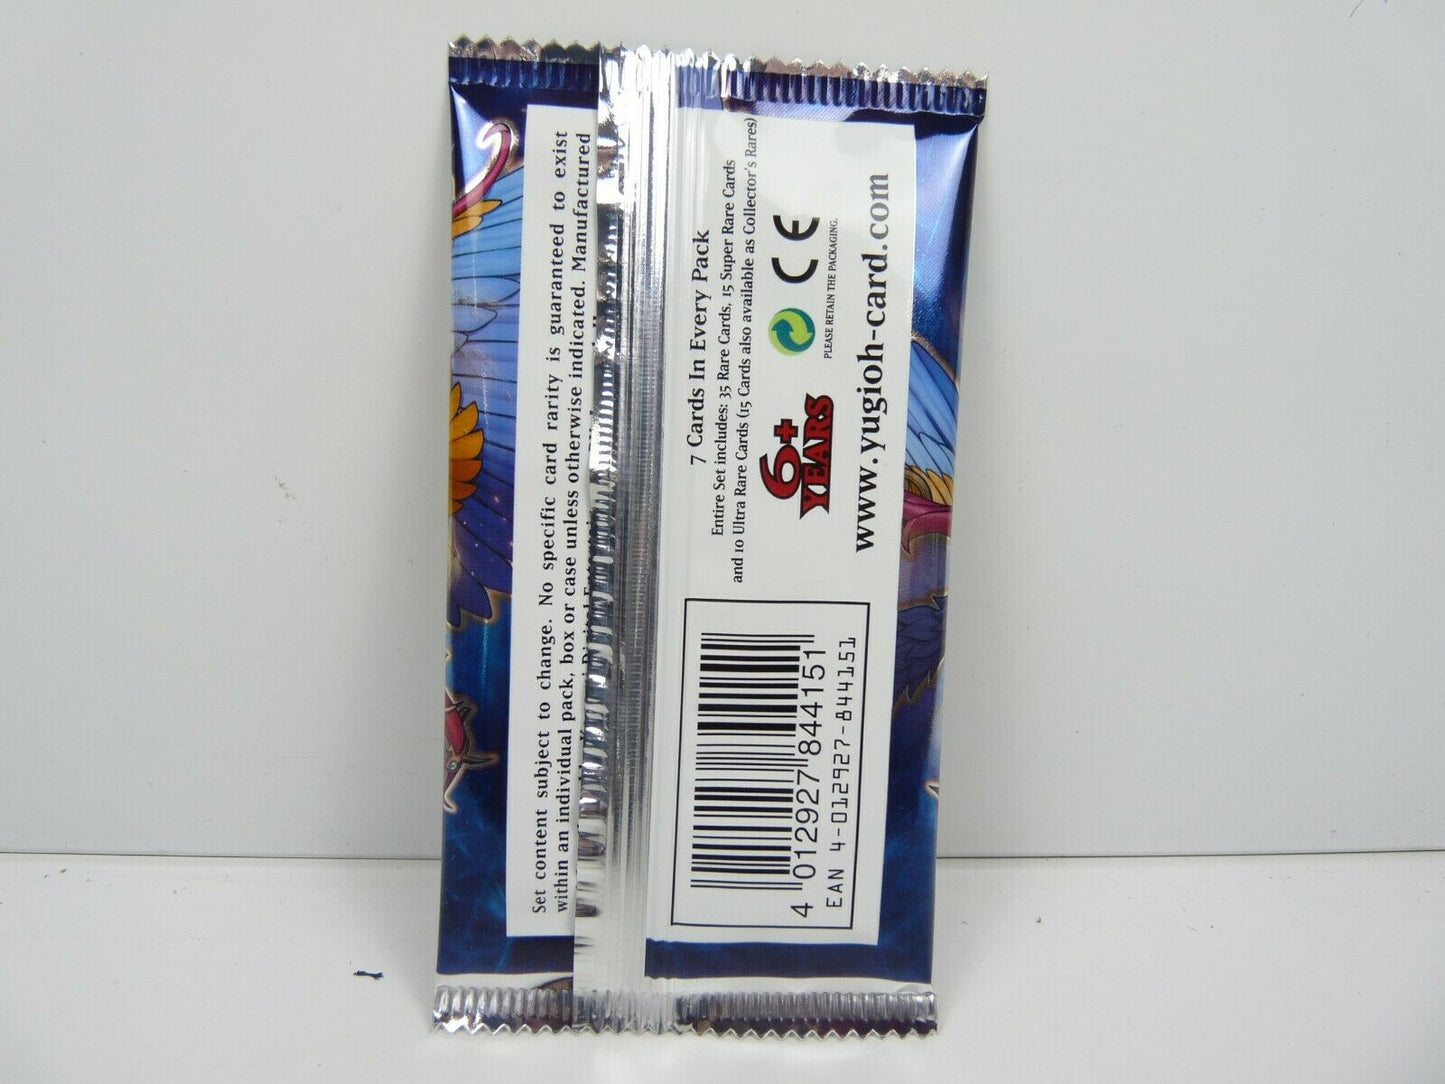 Set content subject to change. No specific card rarity is guaranteed to exist
within an individual pack, box or case unless otherwise indicated. Manufactured
7 Cards In Every Pack
Entire Set includes: 35 Rare Cards, 15 Super Rare Cards
and 10 Ultra Rare Cards (15 Cards also available as Collector's Rares)
6+
YEARS
CE
PLEASE RETAIN THE PACKAGING.
www.yugioh-card.com
4 012927 844151
EAN 4-012927-844151